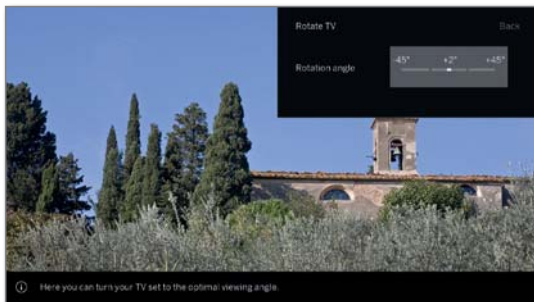 Rotate TV Back
Rotation angle
-45° +2° +45°
Here you can turn your TV set to the optimal viewing angle.